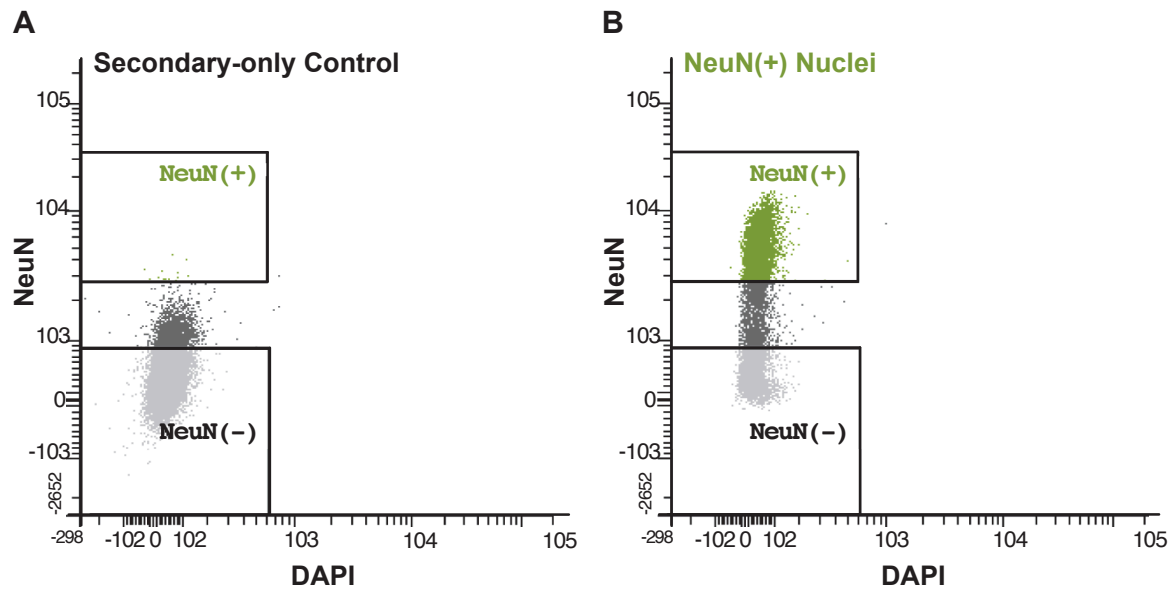 A
Secondary-only Control
105
NeuN(+)
104
NeuN
103
0
NeuN(-)
-103
-2652
-298
-102 0 102
103
104
105
DAPI
B
NeuN(+) Nuclei
105
NeuN(+)
104
NeuN
103
0
NeuN(-)
-103
-2652
-298
-102 0 102
103
104
105
DAPI